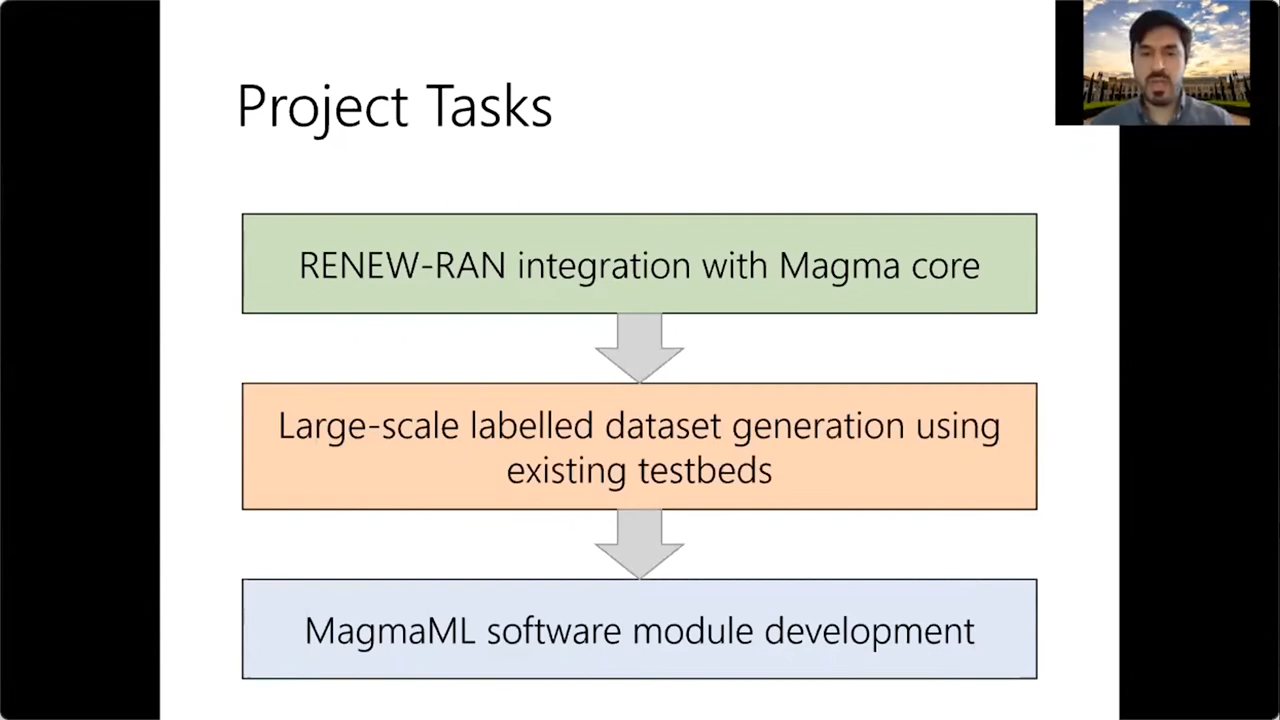 Project Tasks
RENEW-RAN integration with Magma core
Large-scale labelled dataset generation using
existing testbeds
MagmaML software module development